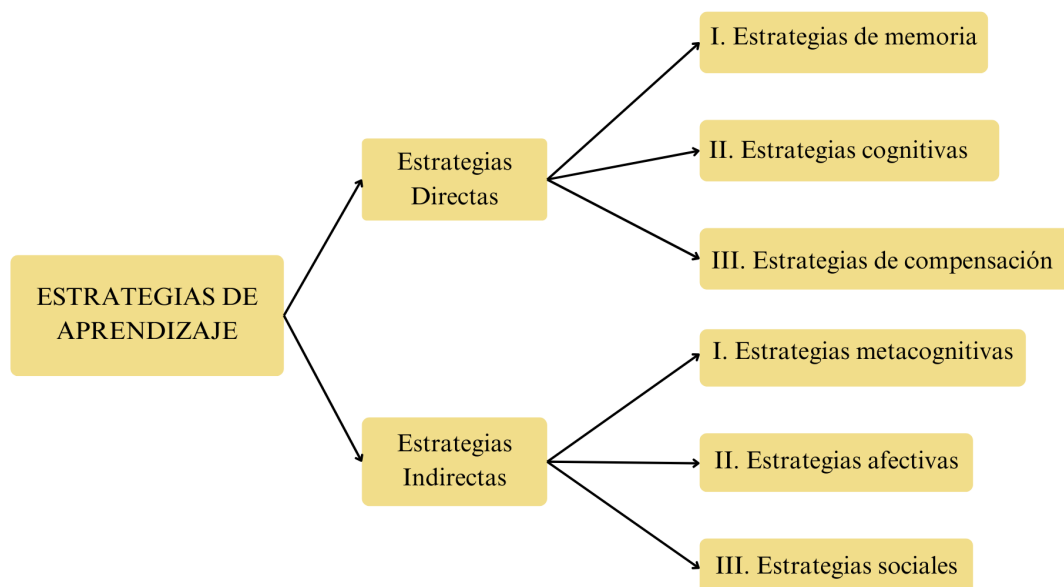 ESTRATEGIAS DE
APRENDIZAJE
Estrategias
Directas
I. Estrategias de memoria
II. Estrategias cognitivas
III. Estrategias de compensación
Estrategias
Indirectas
I. Estrategias metacognitivas
II. Estrategias afectivas
III. Estrategias sociales